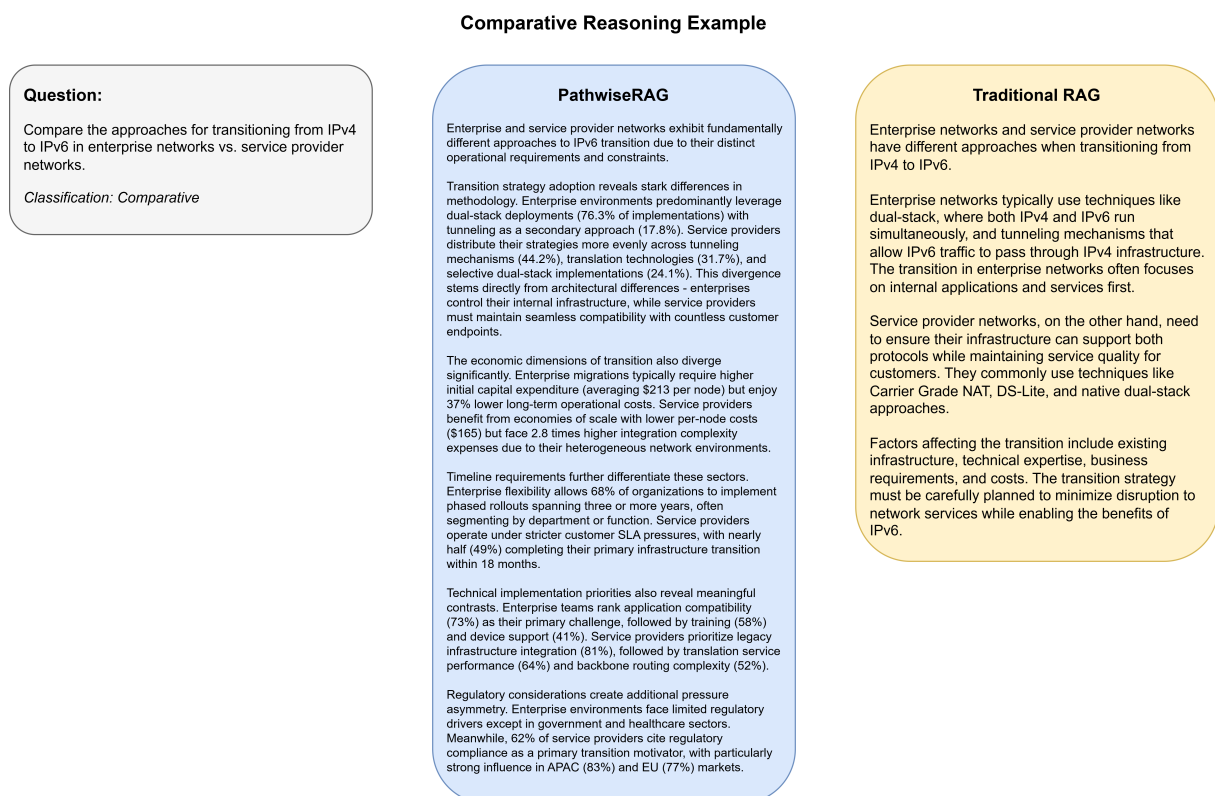 Comparative Reasoning Example
Question:
Compare the approaches for transitioning from IPv4
to IPv6 in enterprise networks vs. service provider
networks.
Classification: Comparative
PathwiseRAG
Enterprise and service provider networks exhibit fundamentally
different approaches to IPv6 transition due to their distinct
operational requirements and constraints.
Transition strategy adoption reveals stark differences in
methodology. Enterprise environments predominantly leverage
dual-stack deployments (76.3% of implementations) with
tunneling as a secondary approach (17.8%). Service providers
distribute their strategies more evenly across tunneling
mechanisms (44.2%), translation technologies (31.7%), and
selective dual-stack implementations (24.1%). This divergence
stems directly from architectural differences - enterprises
control their internal infrastructure, while service providers
must maintain seamless compatibility with countless customer
endpoints.
The economic dimensions of transition also diverge
significantly. Enterprise migrations typically require higher
initial capital expenditure (averaging $213 per node) but enjoy
37% lower long-term operational costs. Service providers
benefit from economies of scale with lower per-node costs
($165) but face 2.8 times higher integration complexity
expenses due to their heterogeneous network environments.
Timeline requirements further differentiate these sectors.
Enterprise flexibility allows 68% of organizations to implement
phased rollouts spanning three or more years, often
segmenting by department or function. Service providers
operate under stricter customer SLA pressures, with nearly
half (49%) completing their primary infrastructure transition
within 18 months.
Technical implementation priorities also reveal meaningful
contrasts. Enterprise teams rank application compatibility
(73%) as their primary challenge, followed by training (58%)
and device support (41%). Service providers prioritize legacy
infrastructure integration (81%), followed by translation service
performance (64%) and backbone routing complexity (52%).
Regulatory considerations create additional pressure
asymmetry. Enterprise environments face limited regulatory
drivers except in government and healthcare sectors.
Meanwhile, 62% of service providers cite regulatory
compliance as a primary transition motivator, with particularly
strong influence in APAC (83%) and EU (77%) markets.
Traditional RAG
Enterprise networks and service provider networks
have different approaches when transitioning from
IPv4 to IPv6.
Enterprise networks typically use techniques like
dual-stack, where both IPv4 and IPv6 run
simultaneously, and tunneling mechanisms that
allow IPv6 traffic to pass through IPv4 infrastructure.
The transition in enterprise networks often focuses
on internal applications and services first.
Service provider networks, on the other hand, need
to ensure their infrastructure can support both
protocols while maintaining service quality for
customers. They commonly use techniques like
Carrier Grade NAT, DS-Lite, and native dual-stack
approaches.
Factors affecting the transition include existing
infrastructure, technical expertise, business
requirements, and costs. The transition strategy
must be carefully planned to minimize disruption to
network services while enabling the benefits of
IPv6.